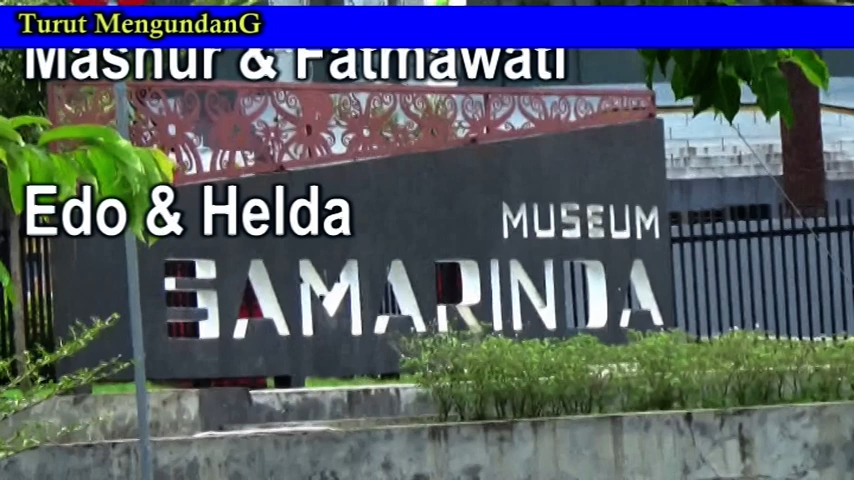 Turut MengundanG
Mashur & Fatmawati
Edo & Helda
MUSEUM
SAMARINDA